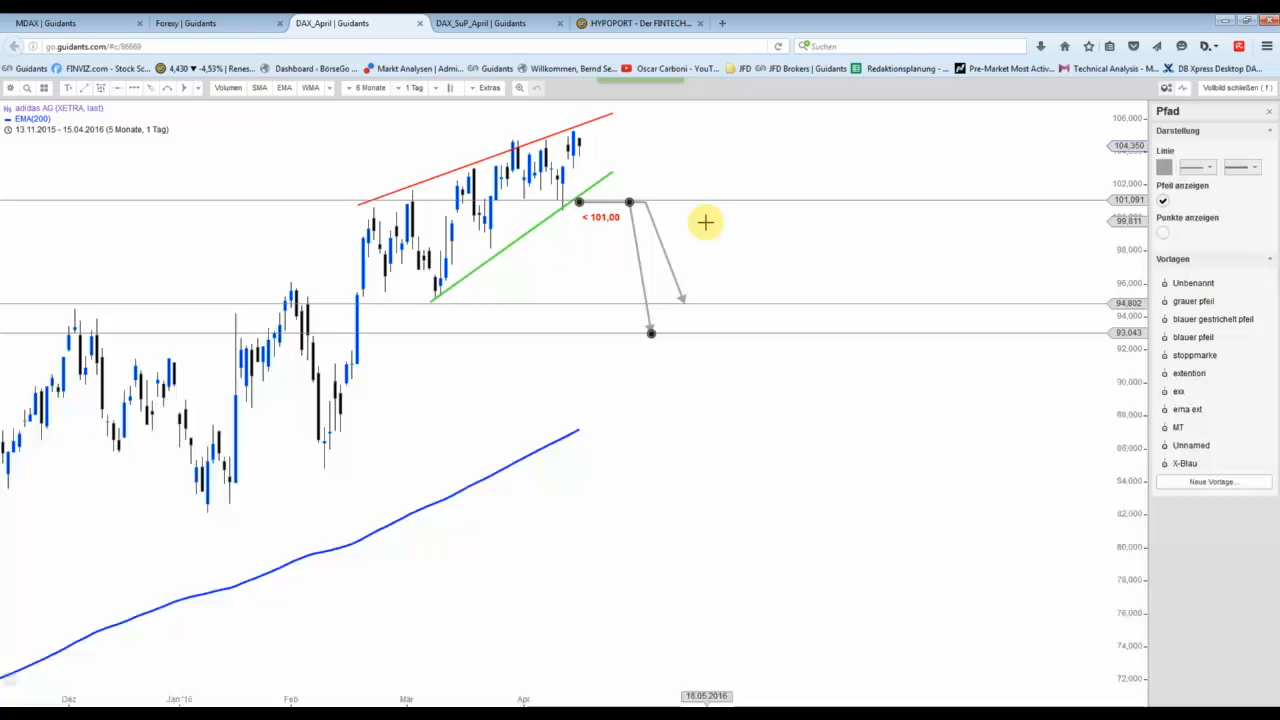 MDAX | Guidants
Forexy | Guidants
DAX_April | Guidants
DAX_SuP_April | Guidants
HYPOPORT - Der FINTECH...
go.guidants.com/#c/86669
Suchen
Guidants
FINVIZ.com - Stock Sc...
4,430 ▼ -4,53% | Renes...
Dashboard ‹ BörseGo ...
Markt Analysen | Admi...
Guidants
Willkommen, Bernd Se...
Oscar Carboni - YouT...
JFD
JFD Brokers | Guidants
Redaktionsplanung - ...
Pre-Market Most Activ...
Technical Analysis - M...
DB Xpress Desktop DA...
Volumen
SMA
EMA
WMA
6 Monate
1 Tag
Extras
Vollbild schließen ( f )
adidas AG (XETRA, last)
EMA(200)
13.11.2015 - 15.04.2016 (5 Monate, 1 Tag)
< 101,00
106,000
104,350
102,000
101,091
99,811
98,000
96,000
94,802
94,000
93,043
92,000
90,000
88,000
86,000
84,000
82,000
80,000
78,000
76,000
74,000
72,000
Dez
Jan '16
Feb
Mär
Apr
18.05.2016
Pfad
Darstellung
Linie
Pfeil anzeigen
Punkte anzeigen
Vorlagen
Unbenannt
grauer pfeil
blauer gestrichelt pfeil
blauer pfeil
stoppmarke
extention
exx
ema ext
MT
Unnamed
X-Blau
Neue Vorlage...